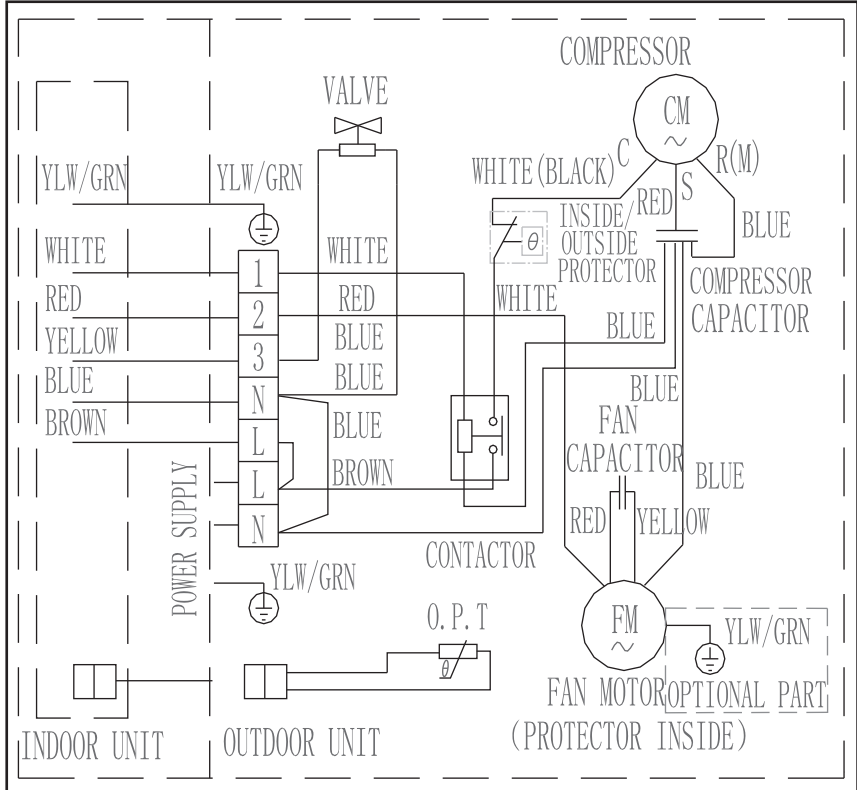 COMPRESSOR
VALVE
CM
C
R(M)
S
YLW/GRN
YLW/GRN
WHITE(BLACK)
RED
INSIDE/
OUTSIDE
PROTECTOR
θ
BLUE
WHITE
WHITE
1
RED
RED
2
WHITE
COMPRESSOR
CAPACITOR
YELLOW
BLUE
3
BLUE
BLUE
BLUE
N
BLUE
BROWN
BLUE
L
FAN
CAPACITOR
BROWN
L
BLUE
POWER SUPPLY
N
RED
YELLOW
CONTACTOR
YLW/GRN
O.P.T
θ
FM
YLW/GRN
FAN MOTOR
(PROTECTOR INSIDE)
OPTIONAL PART
INDOOR UNIT
OUTDOOR UNIT